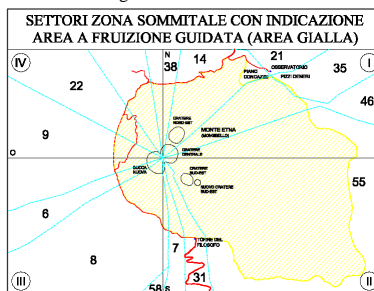 SETTORI ZONA SOMMITALE CON INDICAZIONE
AREA A FRUIZIONE GUIDATA (AREA GIALLA)
IV
N
38
14
21
OSSERVATORIO
35
I
PIANO
PIZZI DENERI
22
46
CRATERE
NORD-EST
MONTE ETNA
9
CRATERE
CENTRALE
BOCCA
NUOVA
CRATERE
SUD-EST
NUOVO CRATERE
SUD-EST
55
6
TORRE DEL
FILOSOFO
7
8
III
31
II
58
S